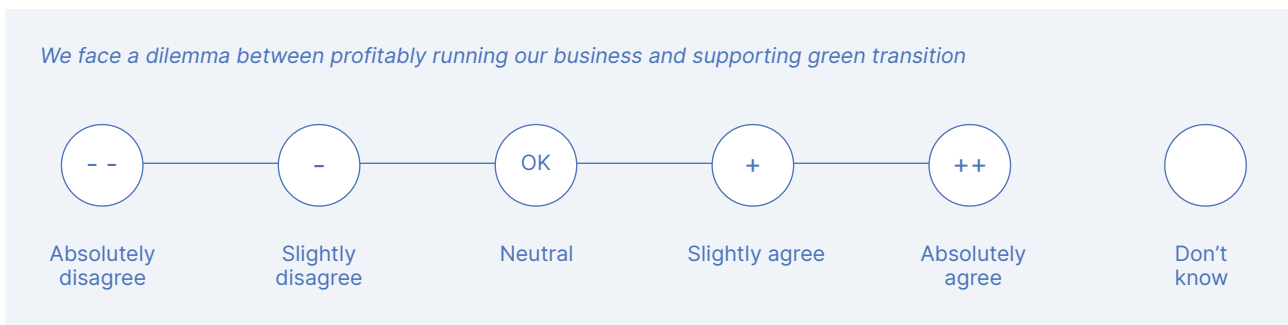 We face a dilemma between profitably running our business and supporting green transition
- - - OK + ++
Absolutely disagree
Slightly disagree
Neutral
Slightly agree
Absolutely agree
Don’t know